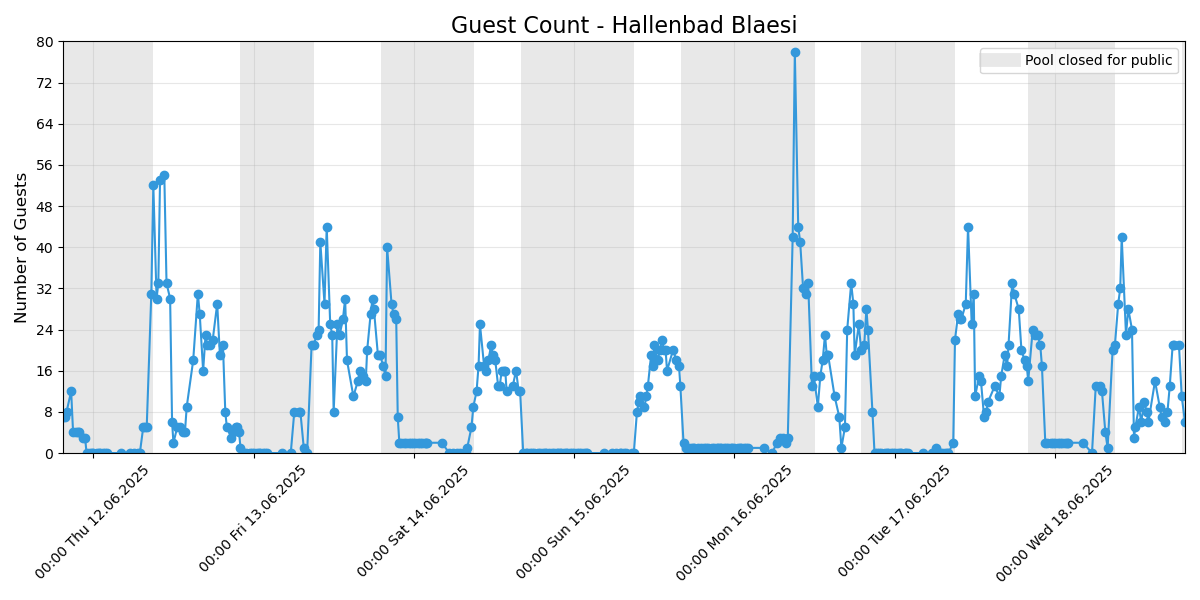 Guest Count - Hallenbad Blaesi
Pool closed for public
Number of Guests
80
72
64
56
48
40
32
24
16
8
0
00:00 Thu 12.06.2025
00:00 Fri 13.06.2025
00:00 Sat 14.06.2025
00:00 Sun 15.06.2025
00:00 Mon 16.06.2025
00:00 Tue 17.06.2025
00:00 Wed 18.06.2025